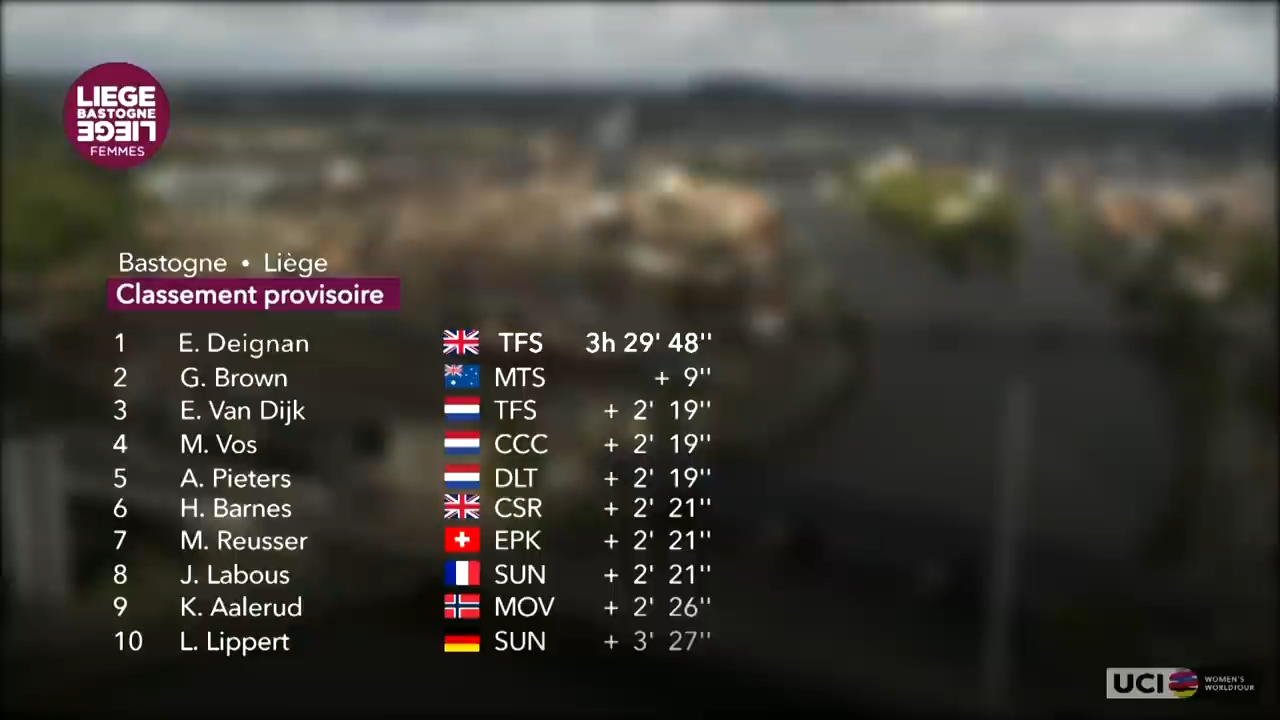 LIEGE
BASTOGNE
LIEGE
FEMMES
Bastogne • Liège
Classement provisoire
1 E. Deignan TFS 3h 29' 48''
2 G. Brown MTS + 9''
3 E. Van Dijk TFS + 2' 19''
4 M. Vos CCC + 2' 19''
5 A. Pieters DLT + 2' 19''
6 H. Barnes CSR + 2' 21''
7 M. Reusser EPK + 2' 21''
8 J. Labous SUN + 2' 21''
9 K. Aalerud MOV + 2' 26''
10 L. Lippert SUN + 3' 27''
UCI WOMEN'S
WORLDTOUR